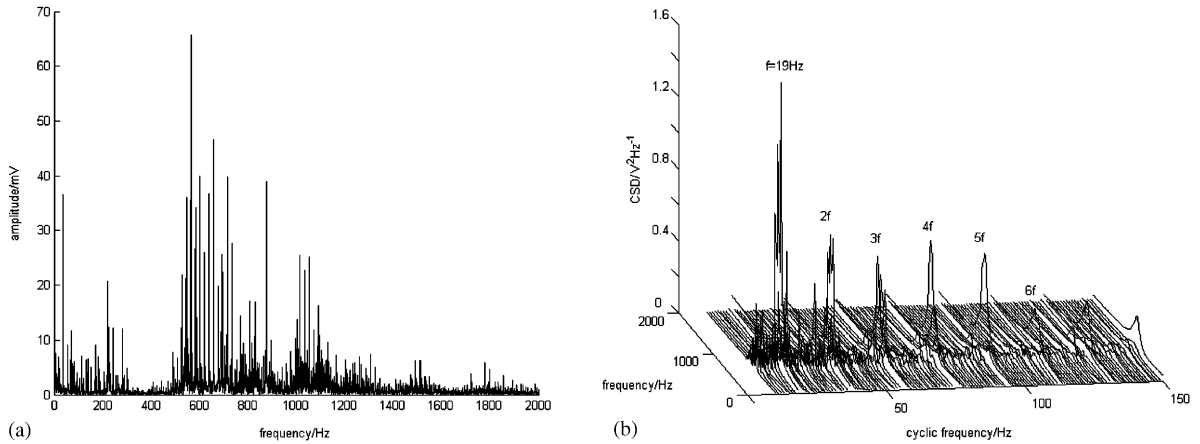 70
60
50
40
30
20
10
0
amplitude/mV
0 200 400 600 800 1000 1200 1400 1600 1800 2000
frequency/Hz
(a)
1.6
1.2
0.8
0.4
0
CSD/V²Hz⁻¹
f=19Hz
2f
3f
4f
5f
6f
2000
1000
0
frequency/Hz
50
100
150
cyclic frequency/Hz
(b)